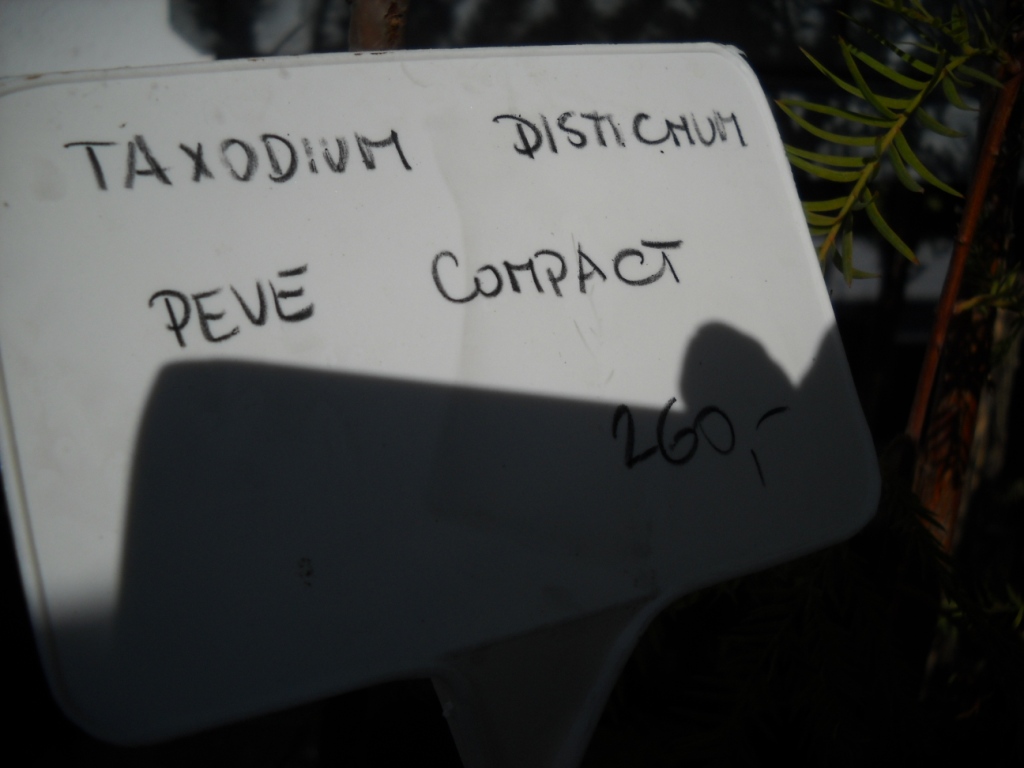 TAXODIUM DISTICHUM
PEVE COMPACT
260,-